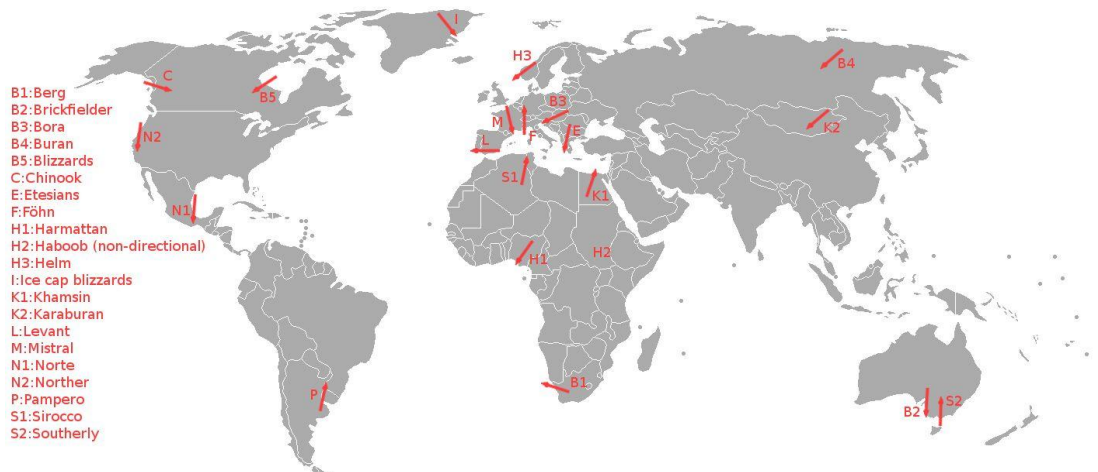 B1:Berg
B2:Brickfielder
B3:Bora
B4:Buran
B5:Blizzards
C:Chinook
E:Etesians
F:Föhn
H1:Harmattan
H2:Haboob (non-directional)
H3:Helm
I:Ice cap blizzards
K1:Khamsin
K2:Karaburan
L:Levant
M:Mistral
N1:Norte
N2:Norther
P:Pampero
S1:Sirocco
S2:Southerly
I
H3
B4
C
B5
B3
M
K2
N2
F
E
L
S1
K1
N1
H1
H2
B1
P
S2
B2